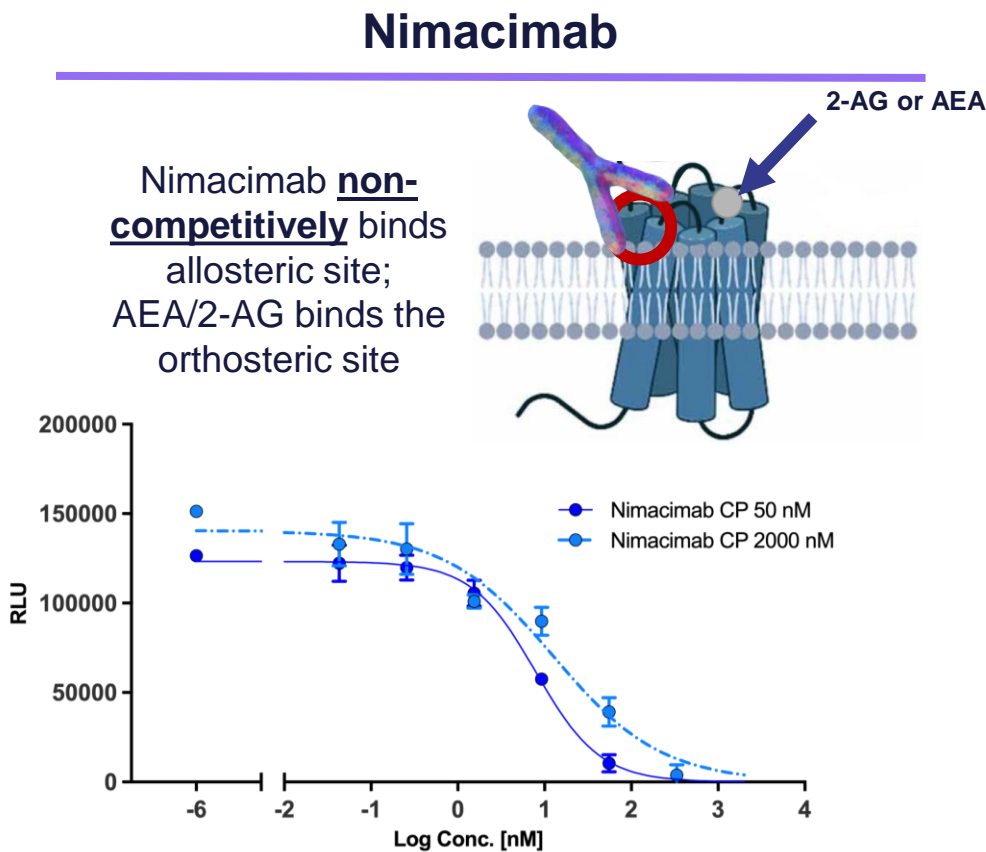 Nimacimab
2-AG or AEA
Nimacimab non-
competitively binds
allosteric site;
AEA/2-AG binds the
orthosteric site
200000
150000
100000
50000
0
RLU
Nimacimab CP 50 nM
Nimacimab CP 2000 nM
-6 -2 -1 0 1 2 3 4
Log Conc. [nM]